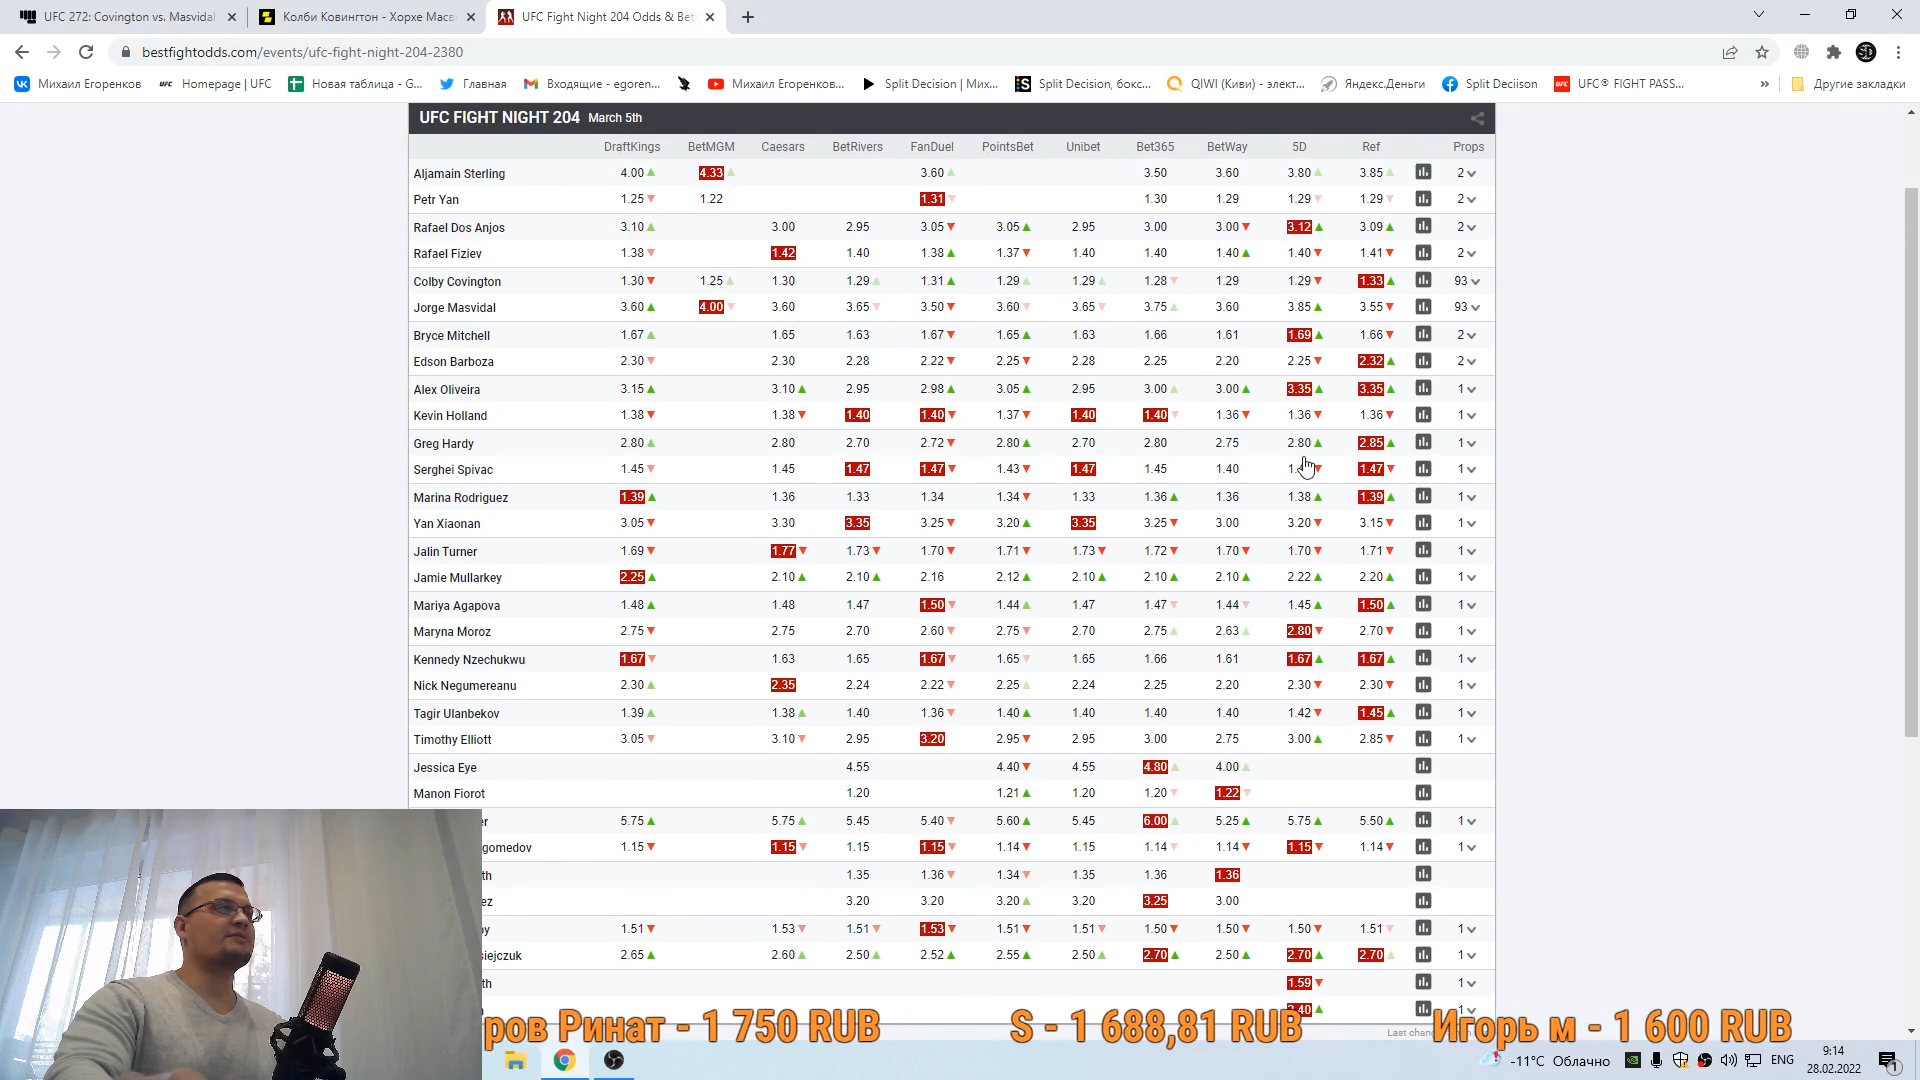 UFC 272: Covington vs. Masvidal
Колби Ковингтон - Хорхе Масв
UFC Fight Night 204 Odds & Bet
bestfightodds.com/events/ufc-fight-night-204-2380
Михаил Егоренков Homepage | UFC Новая таблица - G... Главная Входящие - egoren... Михаил Егоренков... Split Decision | Мих... Split Decision, бокс... QIWI (Киви) - элект... Яндекс.Деньги Split Deciison UFC® FIGHT PASS... » Другие закладки
UFC FIGHT NIGHT 204 March 5th
DraftKings BetMGM Caesars BetRivers FanDuel PointsBet Unibet Bet365 BetWay 5D Ref Props
Aljamain Sterling 4.00 4.33 3.60 3.50 3.60 3.80 3.85 2
Petr Yan 1.25 1.22 1.31 1.30 1.29 1.29 1.29 2
Rafael Dos Anjos 3.10 3.00 2.95 3.05 3.05 2.95 3.00 3.00 3.12 3.09 2
Rafael Fiziev 1.38 1.42 1.40 1.38 1.37 1.40 1.40 1.40 1.40 1.41 2
Colby Covington 1.30 1.25 1.30 1.29 1.31 1.29 1.29 1.28 1.29 1.29 1.33 93
Jorge Masvidal 3.60 4.00 3.60 3.65 3.50 3.60 3.65 3.75 3.60 3.85 3.55 93
Bryce Mitchell 1.67 1.65 1.63 1.67 1.65 1.63 1.66 1.61 1.69 1.66 2
Edson Barboza 2.30 2.30 2.28 2.22 2.25 2.28 2.25 2.20 2.25 2.32 2
Alex Oliveira 3.15 3.10 2.95 2.98 3.05 2.95 3.00 3.00 3.35 3.35 1
Kevin Holland 1.38 1.38 1.40 1.40 1.37 1.40 1.40 1.36 1.36 1.36 1
Greg Hardy 2.80 2.80 2.70 2.72 2.80 2.70 2.80 2.75 2.80 2.85 1
Serghei Spivac 1.45 1.45 1.47 1.47 1.43 1.47 1.45 1.40 1.47 1
Marina Rodriguez 1.39 1.36 1.33 1.34 1.34 1.33 1.36 1.36 1.38 1.39 1
Yan Xiaonan 3.05 3.30 3.35 3.25 3.20 3.35 3.25 3.00 3.20 3.15 1
Jalin Turner 1.69 1.77 1.73 1.70 1.71 1.73 1.72 1.70 1.70 1.71 1
Jamie Mullarkey 2.25 2.10 2.10 2.16 2.12 2.10 2.10 2.10 2.22 2.20 1
Mariya Agapova 1.48 1.48 1.47 1.50 1.44 1.47 1.47 1.44 1.45 1.50 1
Maryna Moroz 2.75 2.75 2.70 2.60 2.75 2.70 2.75 2.63 2.80 2.70 1
Kennedy Nzechukwu 1.67 1.63 1.65 1.67 1.65 1.65 1.66 1.61 1.67 1.67 1
Nick Negumereanu 2.30 2.35 2.24 2.22 2.25 2.24 2.25 2.20 2.30 2.30 1
Tagir Ulanbekov 1.39 1.38 1.40 1.36 1.40 1.40 1.40 1.40 1.42 1.45 1
Timothy Elliott 3.05 3.10 2.95 3.20 2.95 2.95 3.00 2.75 3.00 2.85 1
Jessica Eye 4.55 4.40 4.55 4.80 4.00
Manon Fiorot 1.20 1.21 1.20 1.20 1.22
er 5.75 5.75 5.45 5.40 5.60 5.45 6.00 5.25 5.75 5.50 1
gomedov 1.15 1.15 1.15 1.15 1.14 1.15 1.14 1.14 1.15 1.14 1
th 1.35 1.36 1.34 1.35 1.36 1.36
ez 3.20 3.20 3.20 3.20 3.25 3.00
by 1.51 1.53 1.51 1.53 1.51 1.51 1.50 1.50 1.50 1.51 1
siejczuk 2.65 2.60 2.50 2.52 2.55 2.50 2.70 2.50 2.70 2.70 1
th 1.59 1
2.40 1
Last
ров Ринат - 1 750 RUB S - 1 688,81 RUB Игорь м - 1 600 RUB
-11°C Облачно ENG 9:14
28.02.2022 1